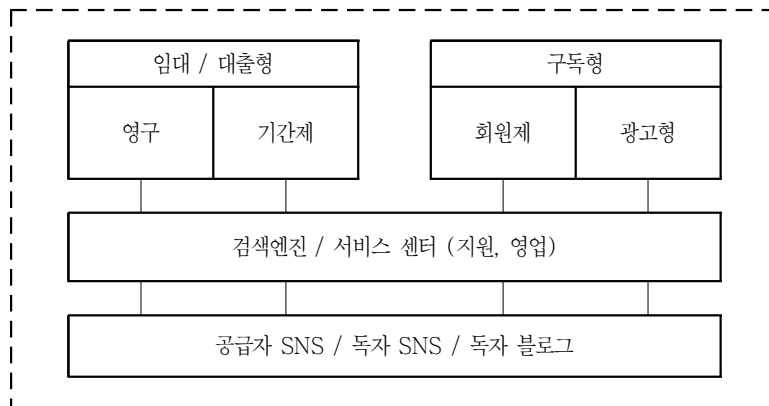 임대 / 대출형
구독형
영구
기간제
회원제
광고형
검색엔진 / 서비스 센터 (지원, 영업)
공급자 SNS / 독자 SNS / 독자 블로그